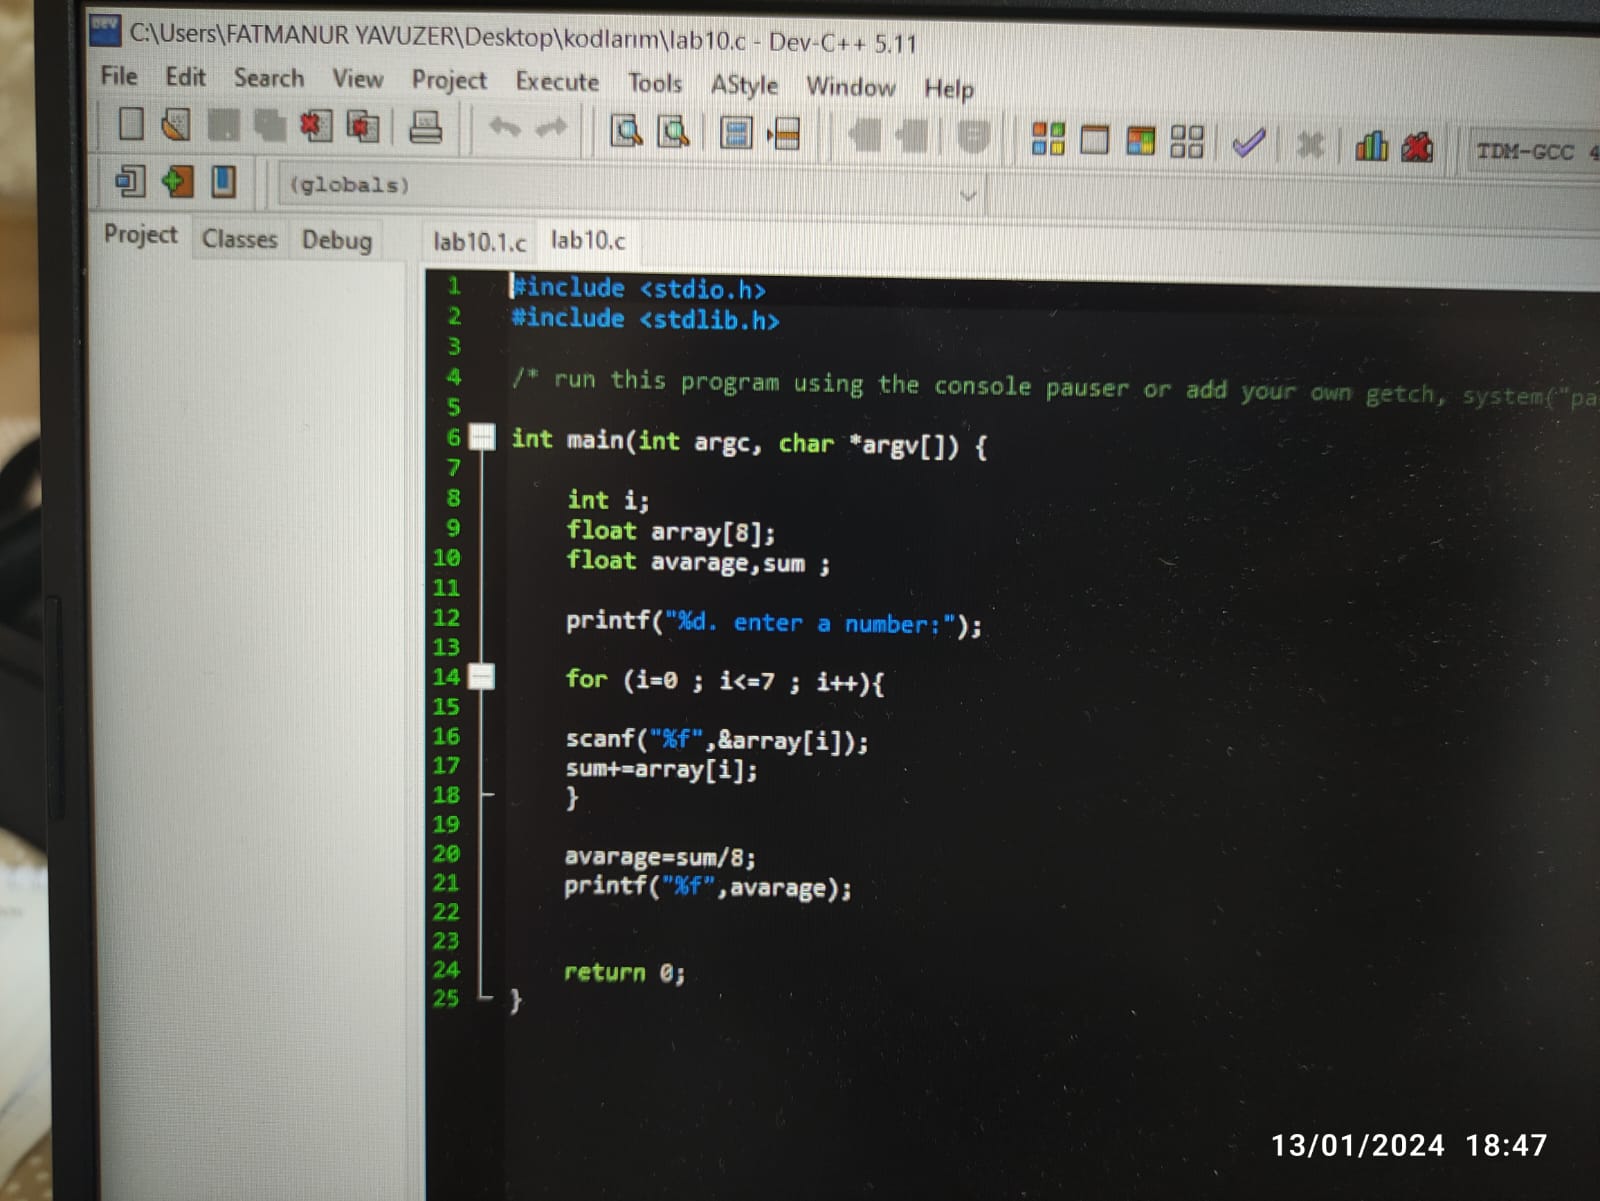 DEV C:\Users\FATMANUR YAVUZER\Desktop\kodlarım\lab10.c - Dev-C++ 5.11
File Edit Search View Project Execute Tools AStyle Window Help
TDM-GCC 4
(globals)
Project Classes Debug lab10.1.c lab10.c
1 #include <stdio.h>
2 #include <stdlib.h>
3
4 /* run this program using the console pauser or add your own getch, system("pa
5
6 int main(int argc, char *argv[]) {
7
8 int i;
9 float array[8];
10 float avarage,sum ;
11
12 printf("%d. enter a number:");
13
14 for (i=0 ; i<=7 ; i++){
15
16 scanf("%f",&array[i]);
17 sum+=array[i];
18 }
19
20 avarage=sum/8;
21 printf("%f",avarage);
22
23
24 return 0;
25 }
13/01/2024 18:47